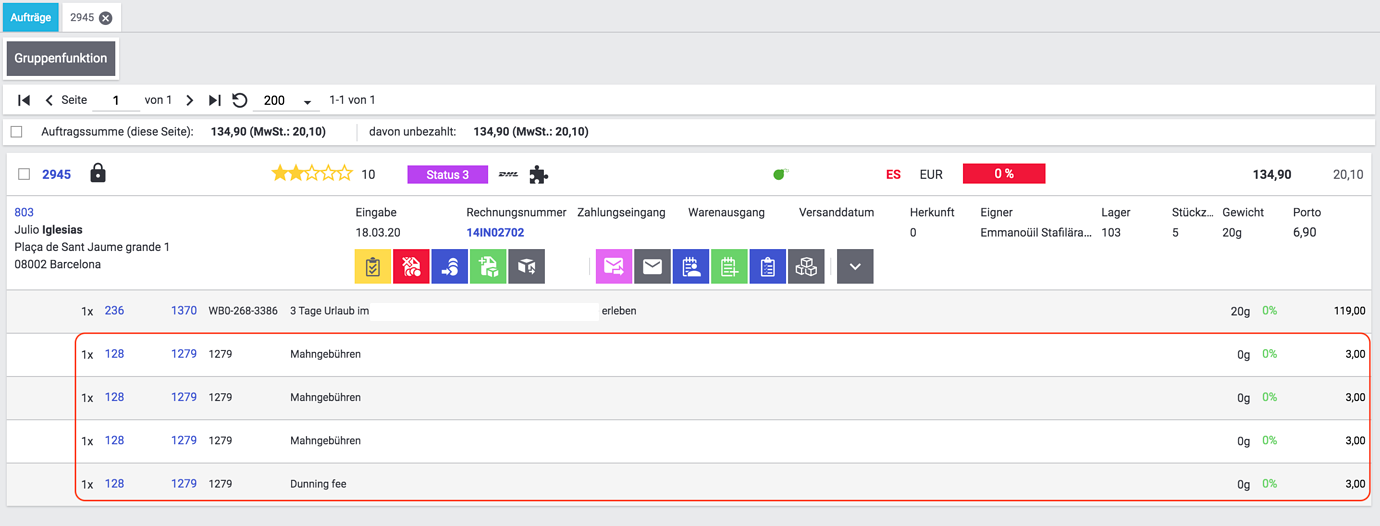 Aufträge 2945
Gruppenfunktion
Seite 1 von 1 200 1-1 von 1
Auftragssumme (diese Seite): 134,90 (MwSt.: 20,10) davon unbezahlt: 134,90 (MwSt.: 20,10)
2945 10 Status 3 DHL ES EUR 0 % 134,90 20,10
803 Eingabe Rechnungsnummer Zahlungseingang Warenausgang Versanddatum Herkunft Eigner Lager Stückz... Gewicht Porto
Julio Iglesias 18.03.20 14IN02702 0 Emmanoüil Stafilára... 103 5 20g 6,90
Plaça de Sant Jaume grande 1
08002 Barcelona
1x 236 1370 WB0-268-3386 3 Tage Urlaub im erleben 20g 0% 119,00
1x 128 1279 1279 Mahngebühren 0g 0% 3,00
1x 128 1279 1279 Mahngebühren 0g 0% 3,00
1x 128 1279 1279 Mahngebühren 0g 0% 3,00
1x 128 1279 1279 Dunning fee 0g 0% 3,00